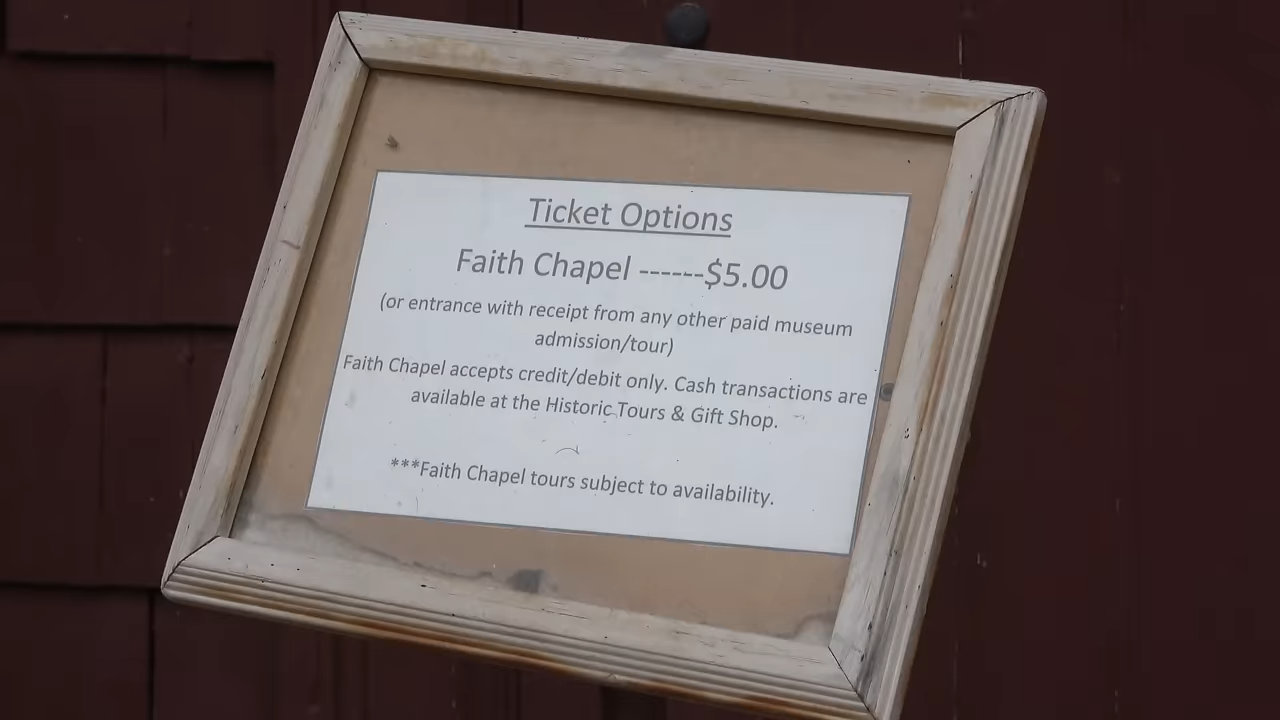 Ticket Options
Faith Chapel ------$5.00
(or entrance with receipt from any other paid museum
admission/tour)
Faith Chapel accepts credit/debit only. Cash transactions are
available at the Historic Tours & Gift Shop.
***Faith Chapel tours subject to availability.